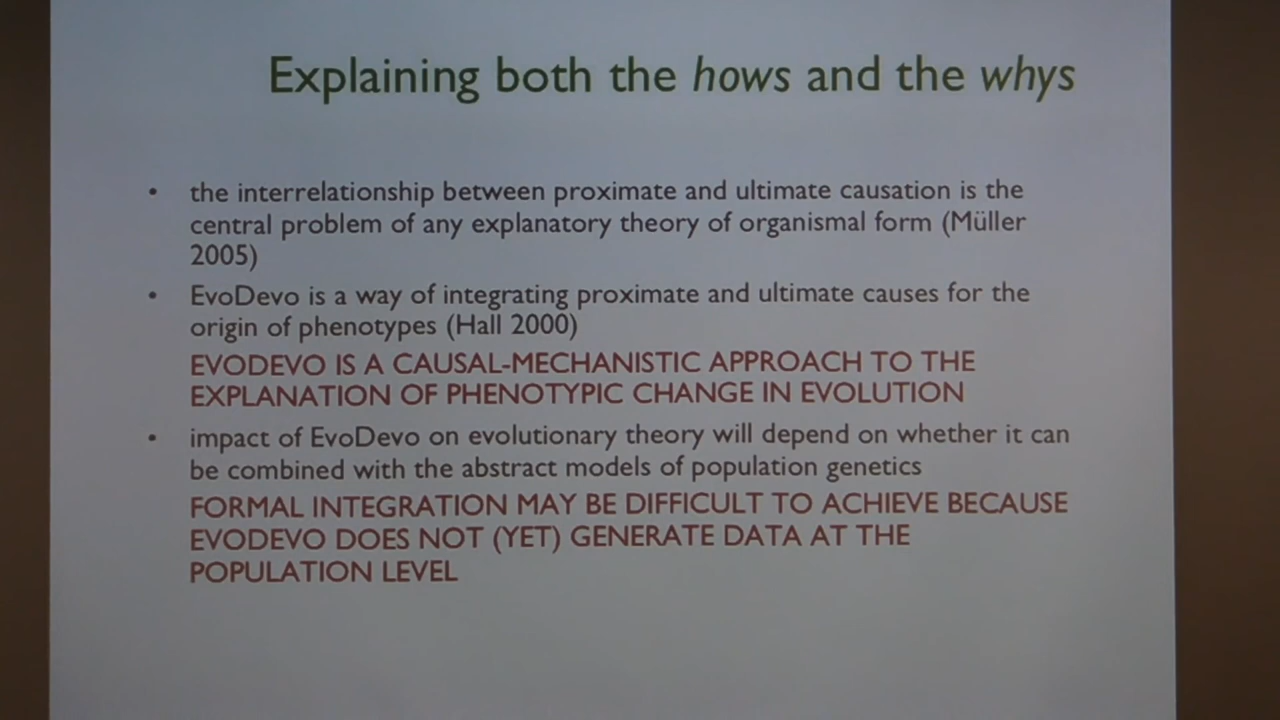 Explaining both the hows and the whys
• the interrelationship between proximate and ultimate causation is the
central problem of any explanatory theory of organismal form (Müller
2005)
• EvoDevo is a way of integrating proximate and ultimate causes for the
origin of phenotypes (Hall 2000)
EVODEVO IS A CAUSAL-MECHANISTIC APPROACH TO THE
EXPLANATION OF PHENOTYPIC CHANGE IN EVOLUTION
• impact of EvoDevo on evolutionary theory will depend on whether it can
be combined with the abstract models of population genetics
FORMAL INTEGRATION MAY BE DIFFICULT TO ACHIEVE BECAUSE
EVODEVO DOES NOT (YET) GENERATE DATA AT THE
POPULATION LEVEL